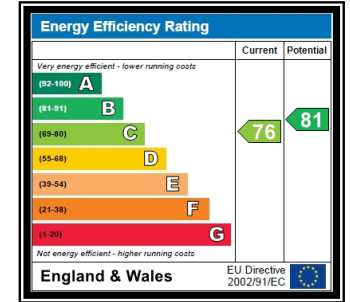 Energy Efficiency Rating
Current Potential
Very energy efficient - lower running costs
(92-100) A
(81-91) B
(69-80) C
(55-68) D
(39-54) E
(21-38) F
(1-20) G
76
81
Not energy efficient - higher running costs
England & Wales
EU Directive
2002/91/EC